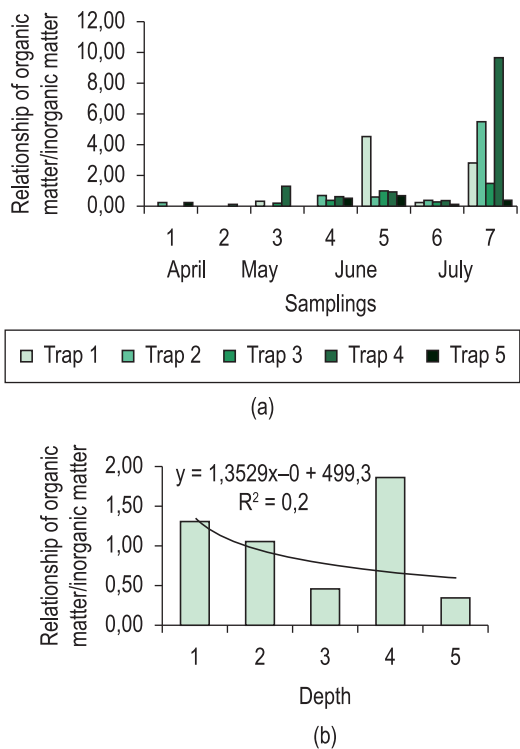 Relationship of organic
matter/inorganic matter
12,00
10,00
8,00
6,00
4,00
2,00
0,00
1 2 3 4 5 6 7
April May June July
Samplings
Trap 1 Trap 2 Trap 3 Trap 4 Trap 5
(a)
Relationship of organic
matter/inorganic matter
2,00
1,50
1,00
0,50
0,00
y = 1,3529x–0 + 499,3
R² = 0,2
1 2 3 4 5
Depth
(b)